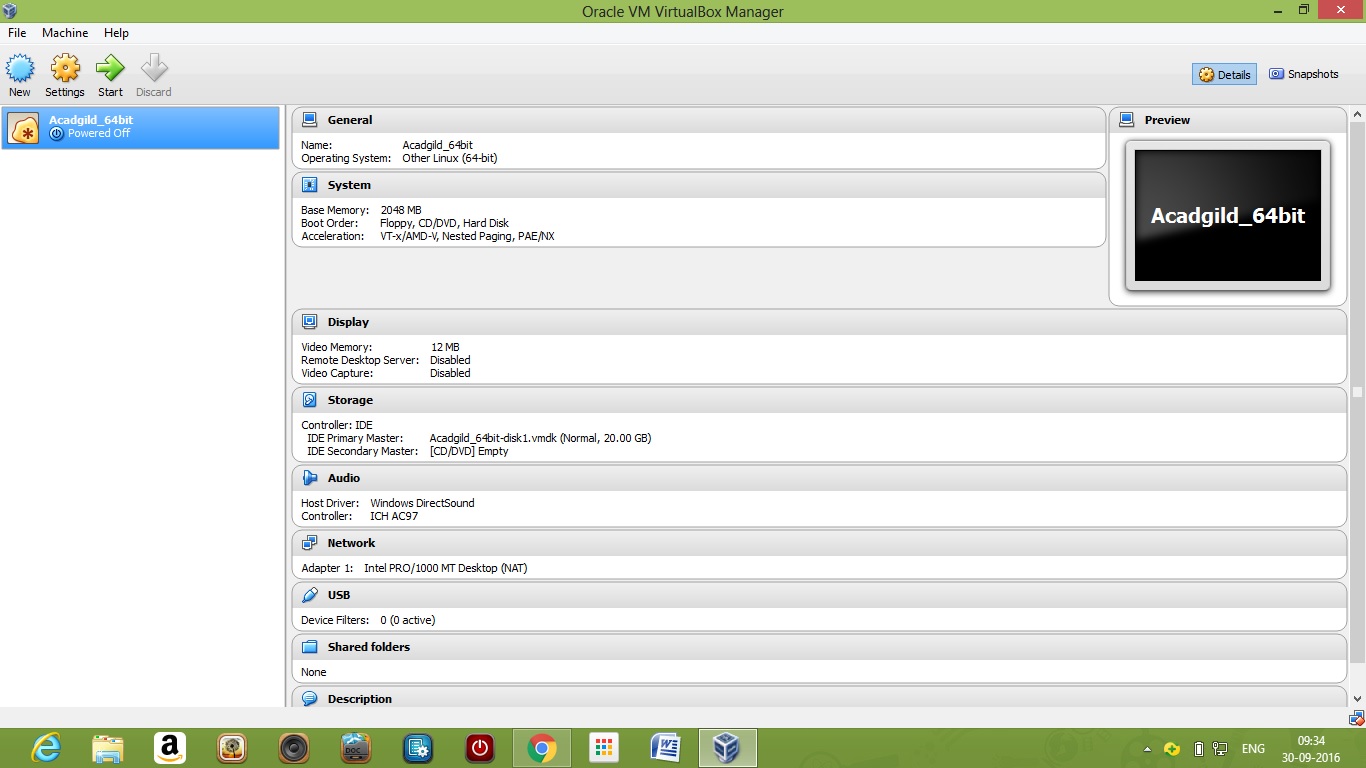 Oracle VM VirtualBox Manager
File Machine Help
New Settings Start Discard
Details Snapshots
Acadgild_64bit
Powered Off
General
Name: Acadgild_64bit
Operating System: Other Linux (64-bit)
System
Base Memory: 2048 MB
Boot Order: Floppy, CD/DVD, Hard Disk
Acceleration: VT-x/AMD-V, Nested Paging, PAE/NX
Preview
Acadgild_64bit
Display
Video Memory: 12 MB
Remote Desktop Server: Disabled
Video Capture: Disabled
Storage
Controller: IDE
IDE Primary Master: Acadgild_64bit-disk1.vmdk (Normal, 20.00 GB)
IDE Secondary Master: [CD/DVD] Empty
Audio
Host Driver: Windows DirectSound
Controller: ICH AC97
Network
Adapter 1: Intel PRO/1000 MT Desktop (NAT)
USB
Device Filters: 0 (0 active)
Shared folders
None
Description
DOC
ENG
09:34
30-09-2016